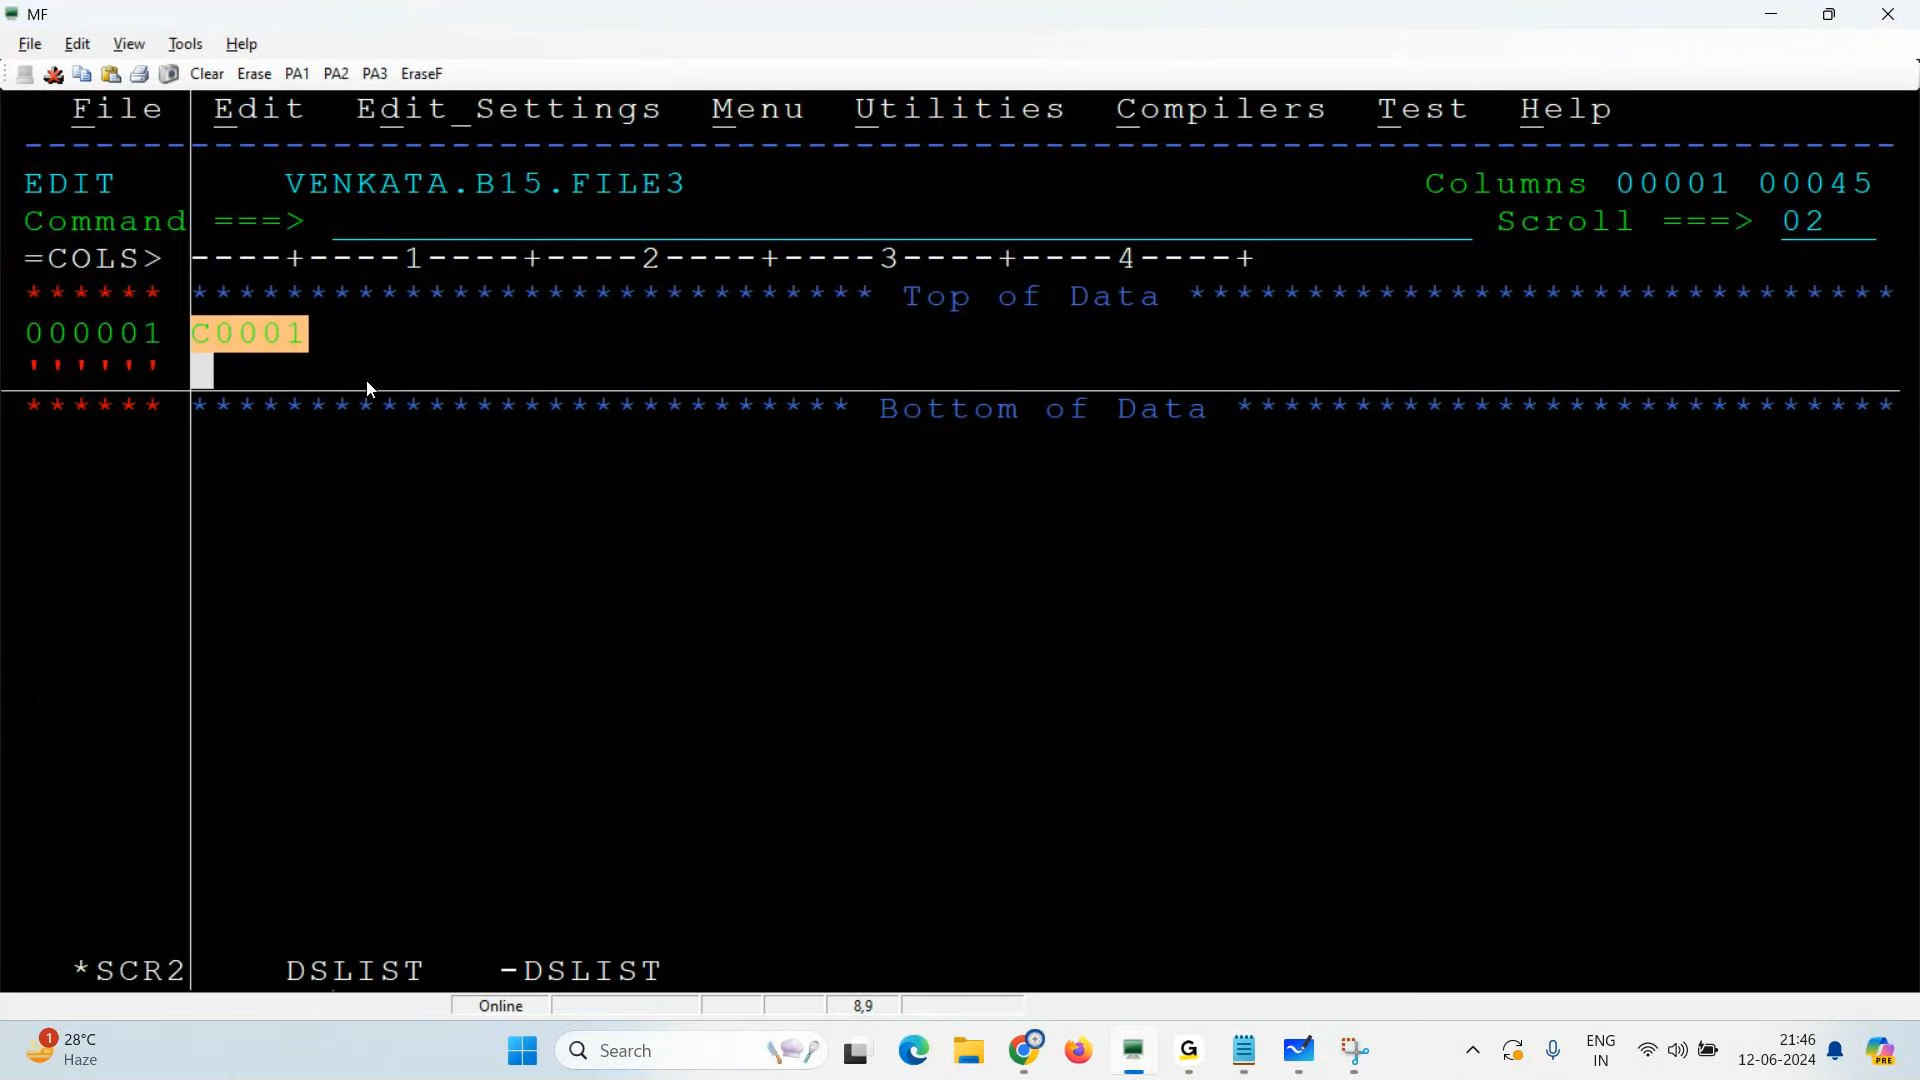 MF
File Edit View Tools Help
Clear Erase PA1 PA2 PA3 EraseF
File Edit Edit_Settings Menu Utilities Compilers Test Help
--------------------------------------------------------------------------------
EDIT VENKATA.B15.FILE3 Columns 00001 00045
Command ===> Scroll ===> 02
=COLS> ----+----1----+----2----+----3----+----4----+
****** ***************************** Top of Data ******************************
000001 C0001
''''''
****** **************************** Bottom of Data ****************************
*SCR2 DSLIST -DSLIST
Online 8,9
1 28°C Haze
Search
G
ENG IN
21:46
12-06-2024
PRE